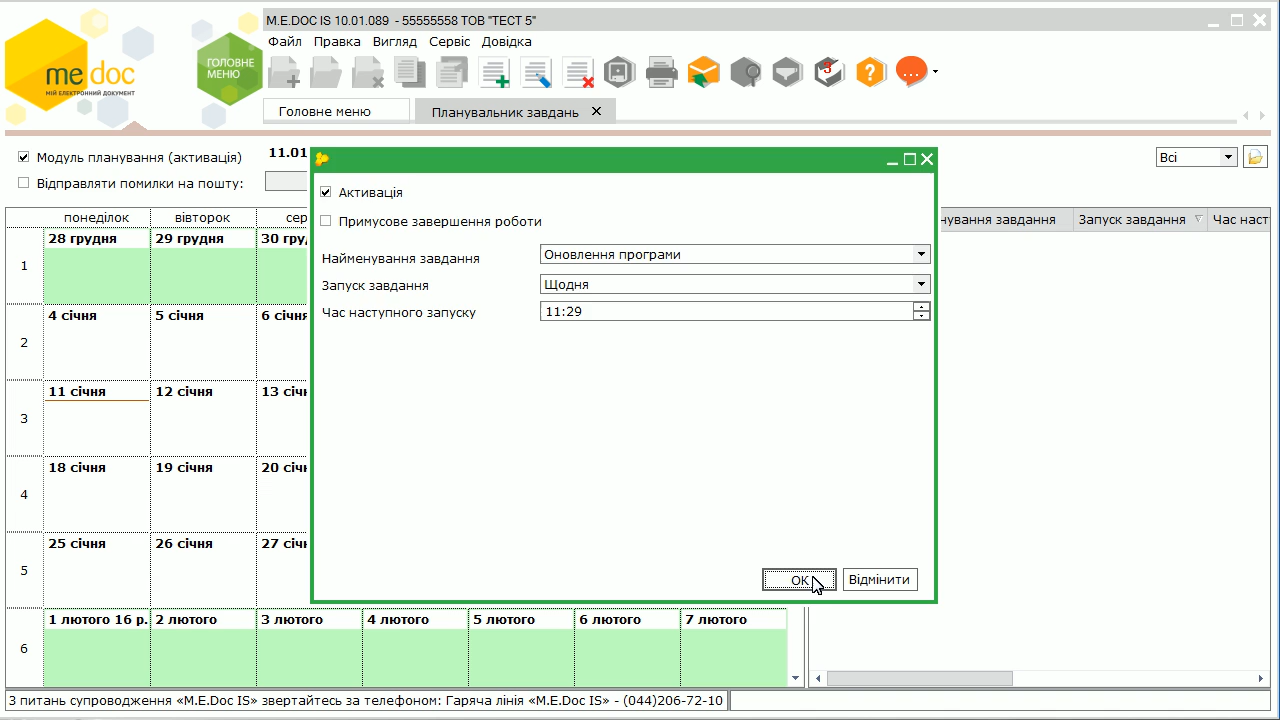 M.E.DOC IS 10.01.089 - 55555558 ТОВ "ТЕСТ 5"
me doc
МІЙ ЕЛЕКТРОННИЙ ДОКУМЕНТ
ГОЛОВНЕ
МЕНЮ
Файл Правка Вигляд Сервіс Довідка
Головне меню Планувальник завдань
Модуль планування (активація) 11.01
Всі
Відправляти помилки на пошту:
Активація
Примусове завершення роботи
Найменування завдання Оновлення програми
Запуск завдання Щодня
Час наступного запуску 11:29
ОК Відмінити
понеділок вівторок сер
нування завдання Запуск завдання Час наст
28 грудня 29 грудня 30 гру
1
4 січня 5 січня 6 січня
2
11 січня 12 січня 13 січн
3
18 січня 19 січня 20 січн
4
25 січня 26 січня 27 січн
5
1 лютого 16 р. 2 лютого 3 лютого 4 лютого 5 лютого 6 лютого 7 лютого
6
З питань супроводження «M.E.Doc IS» звертайтесь за телефоном: Гаряча лінія «M.E.Doc IS» - (044)206-72-10